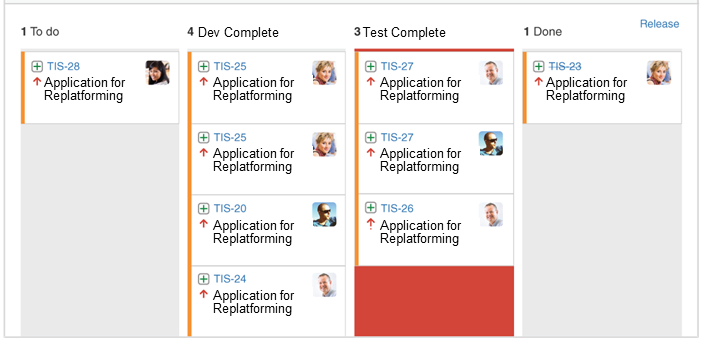 1 To do
4 Dev Complete
3 Test Complete
1 Done
Release
TIS-28
Application for
Replatforming
TIS-25
Application for
Replatforming
TIS-25
Application for
Replatforming
TIS-20
Application for
Replatforming
TIS-24
Application for
Replatforming
TIS-27
Application for
Replatforming
TIS-27
Application for
Replatforming
TIS-26
Application for
Replatforming
TIS-23
Application for
Replatforming